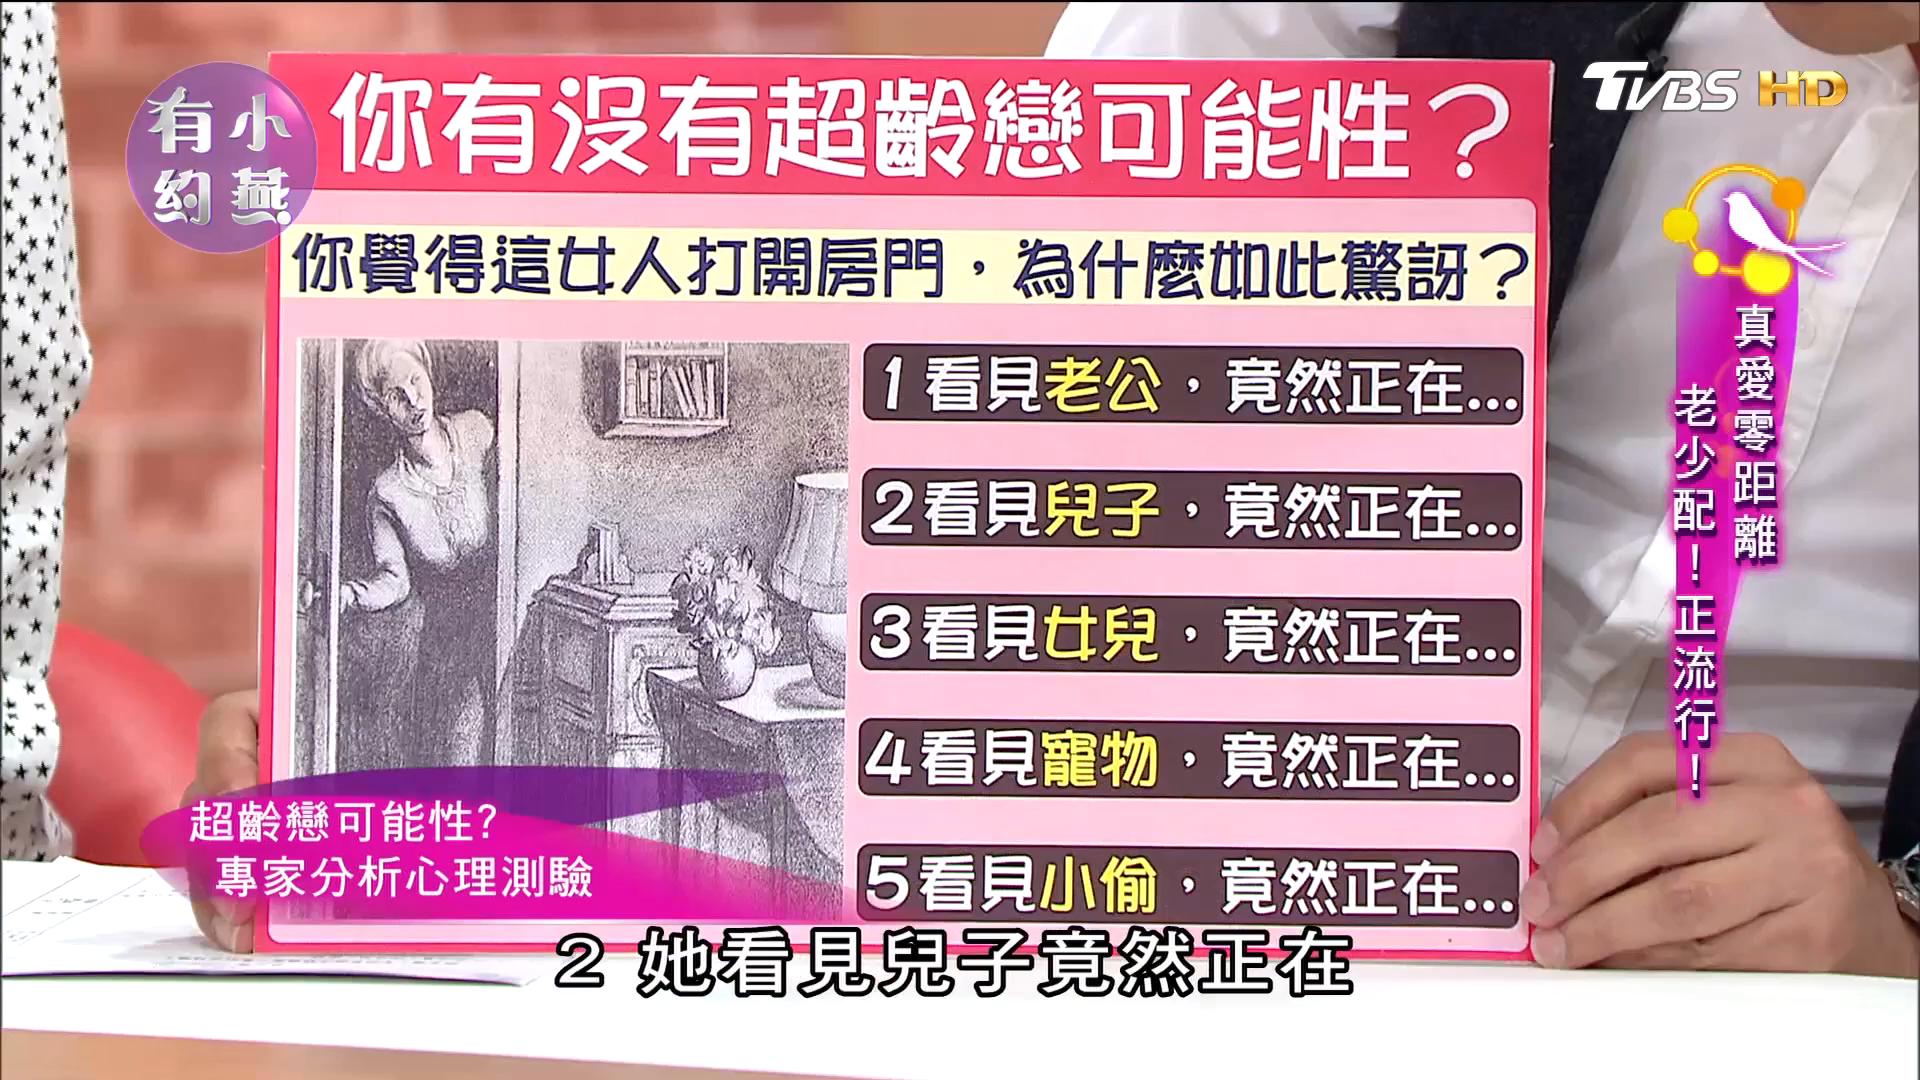 你有沒有超齡戀可能性？
小燕
有約
TVBS HD
你覺得這女人打開房門，為什麼如此驚訝？
1看見老公，竟然正在...
2看見兒子，竟然正在...
3看見女兒，竟然正在...
4看見寵物，竟然正在...
5看見小偷，竟然正在...
真愛零距離
老少配！正流行！
超齡戀可能性?
專家分析心理測驗
2 她看見兒子竟然正在